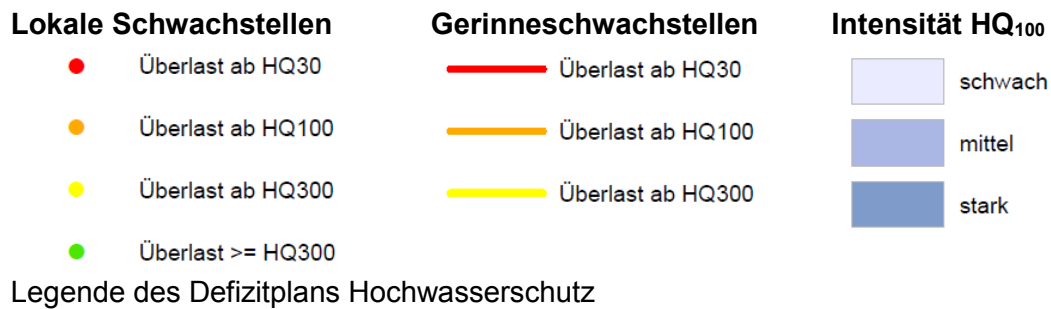 Lokale Schwachstellen
Überlast ab HQ30
Überlast ab HQ100
Überlast ab HQ300
Überlast >= HQ300
Gerinneschwachstellen
Überlast ab HQ30
Überlast ab HQ100
Überlast ab HQ300
Intensität HQ₁₀₀
schwach
mittel
stark
Legende des Defizitplans Hochwasserschutz